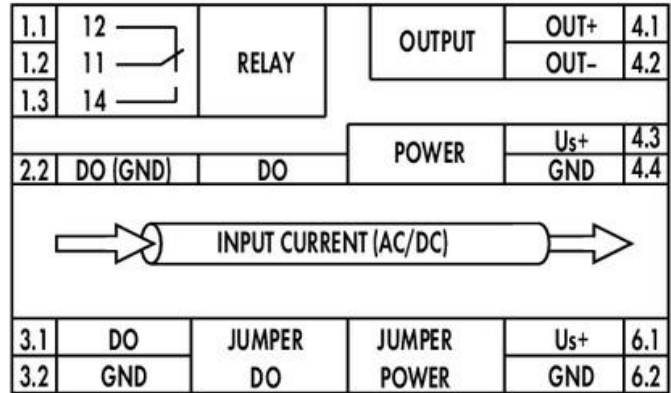 1.1 12 RELAY OUTPUT OUT+ 4.1
1.2 11 OUT– 4.2
1.3 14
POWER Us+ 4.3
2.2 DO (GND) DO GND 4.4
INPUT CURRENT (AC/DC)
3.1 DO JUMPER JUMPER Us+ 6.1
3.2 GND DO POWER GND 6.2